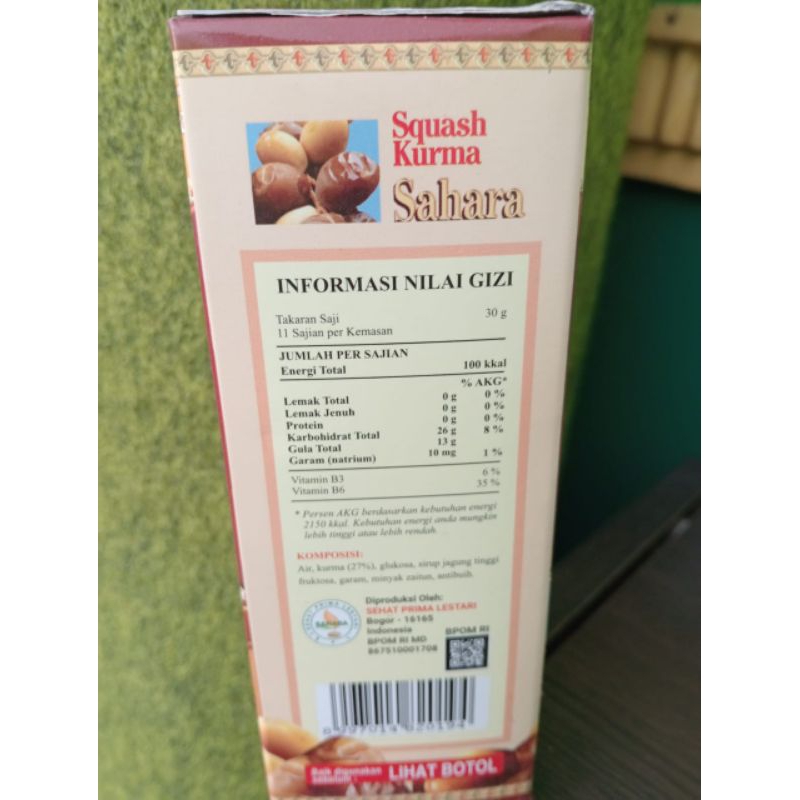 Squash
Kurma
Sahara
INFORMASI NILAI GIZI
Takaran Saji 30 g
11 Sajian per Kemasan
JUMLAH PER SAJIAN
Energi Total 100 kkal
% AKG*
Lemak Total 0 g 0 %
Lemak Jenuh 0 g 0 %
Protein 0 g 0 %
Karbohidrat Total 26 g 8 %
Gula Total 13 g
Garam (natrium) 10 mg 1 %
Vitamin B3 6 %
Vitamin B6 35 %
* Persen AKG berdasarkan kebutuhan energi
2150 kkal. Kebutuhan energi anda mungkin
lebih tinggi atau lebih rendah.
KOMPOSISI:
Air, kurma (27%), glukosa, sirup jagung tinggi
fruktosa, garam, minyak zaitun, antibuih.
Diproduksi Oleh:
SEHAT PRIMA LESTARI
Bogor - 16165
Indonesia
BPOM RI MD
867510001708
BPOM RI
Baik digunakan
sebelum :
LIHAT BOTOL